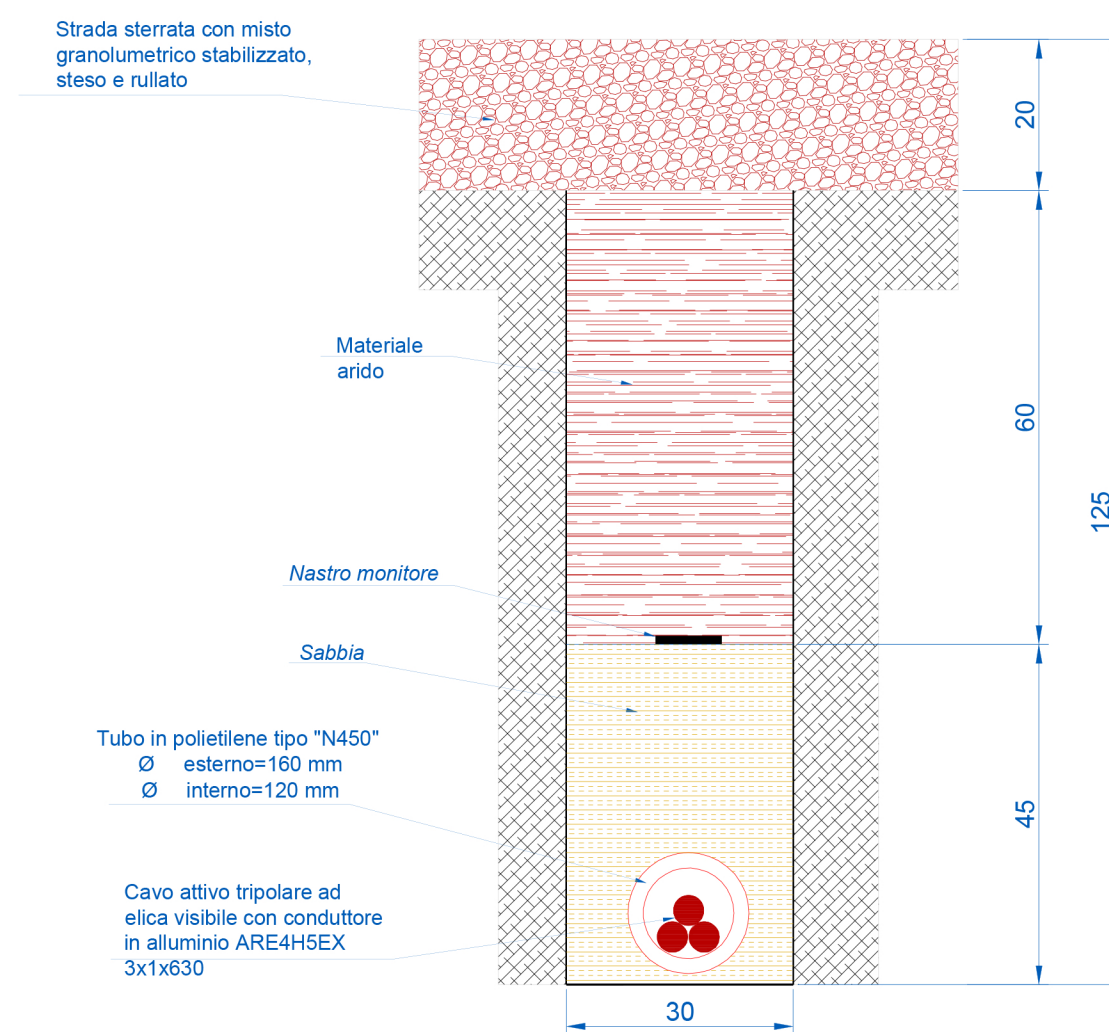 Strada sterrata con misto
granolumetrico stabilizzato,
steso e rullato
20
Materiale
arido
60
125
Nastro monitore
Sabbia
Tubo in polietilene tipo "N450"
Ø esterno=160 mm
Ø interno=120 mm
45
Cavo attivo tripolare ad
elica visibile con conduttore
in alluminio ARE4H5EX
3x1x630
30